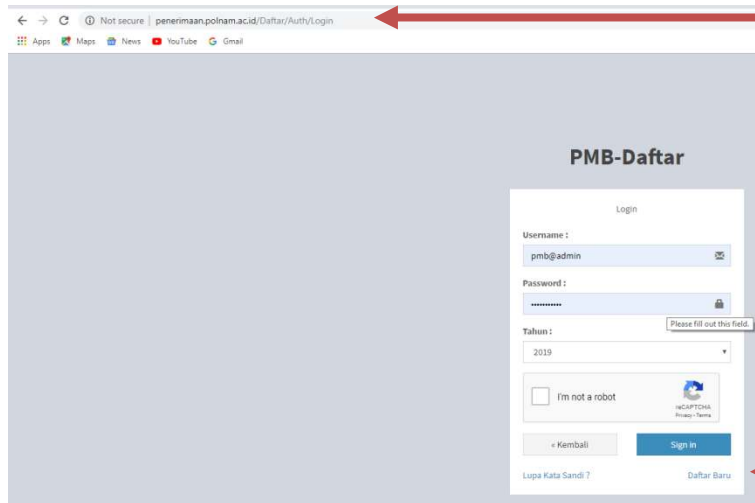 Not secure | penerimaan.polnam.ac.id/Daftar/Auth/Login
Apps Maps News YouTube Gmail
PMB-Daftar
Login
Username :
pmb@admin
Password :
•••••••••••
Please fill out this field.
Tahun :
2019
I'm not a robot
reCAPTCHA
Privacy - Terms
« Kembali Sign in
Lupa Kata Sandi ? Daftar Baru